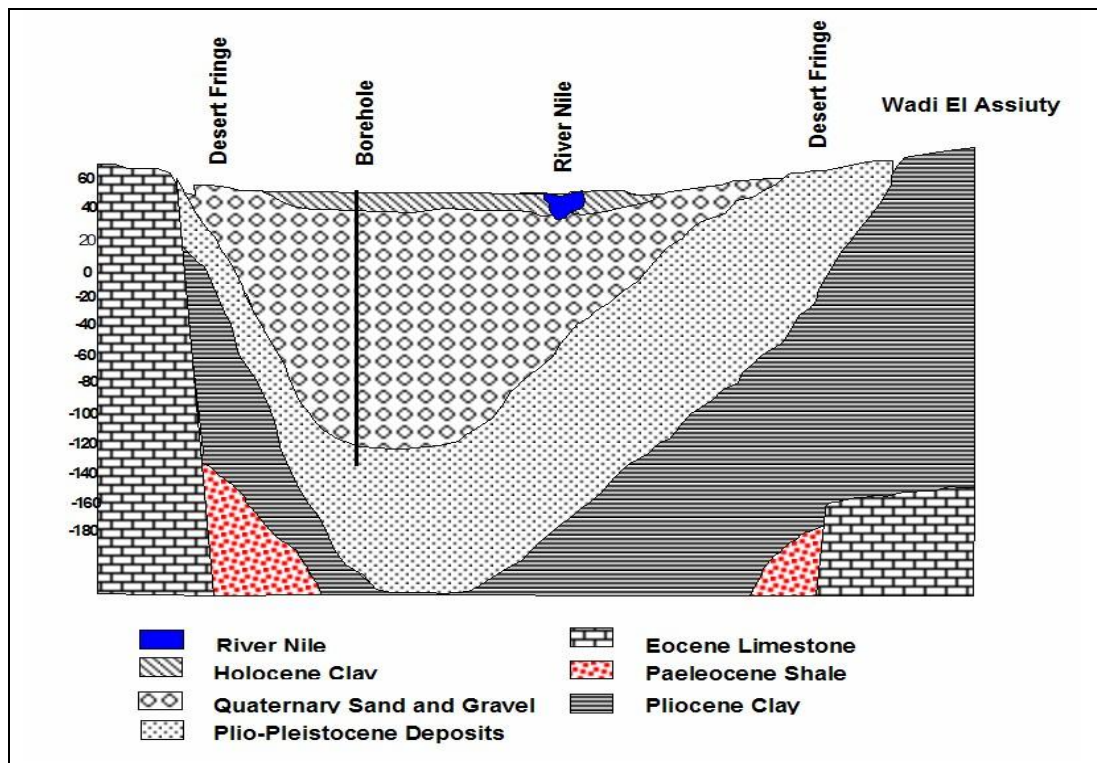 Desert Fringe
Borehole
River Nile
Desert Fringe
Wadi El Assiuty
60
40
20
0
-20
-40
-60
-80
-100
-120
-140
-160
-180
River Nile
Holocene Clav
Quaternary Sand and Gravel
Plio-Pleistocene Deposits
Eocene Limestone
Paeleocene Shale
Pliocene Clay